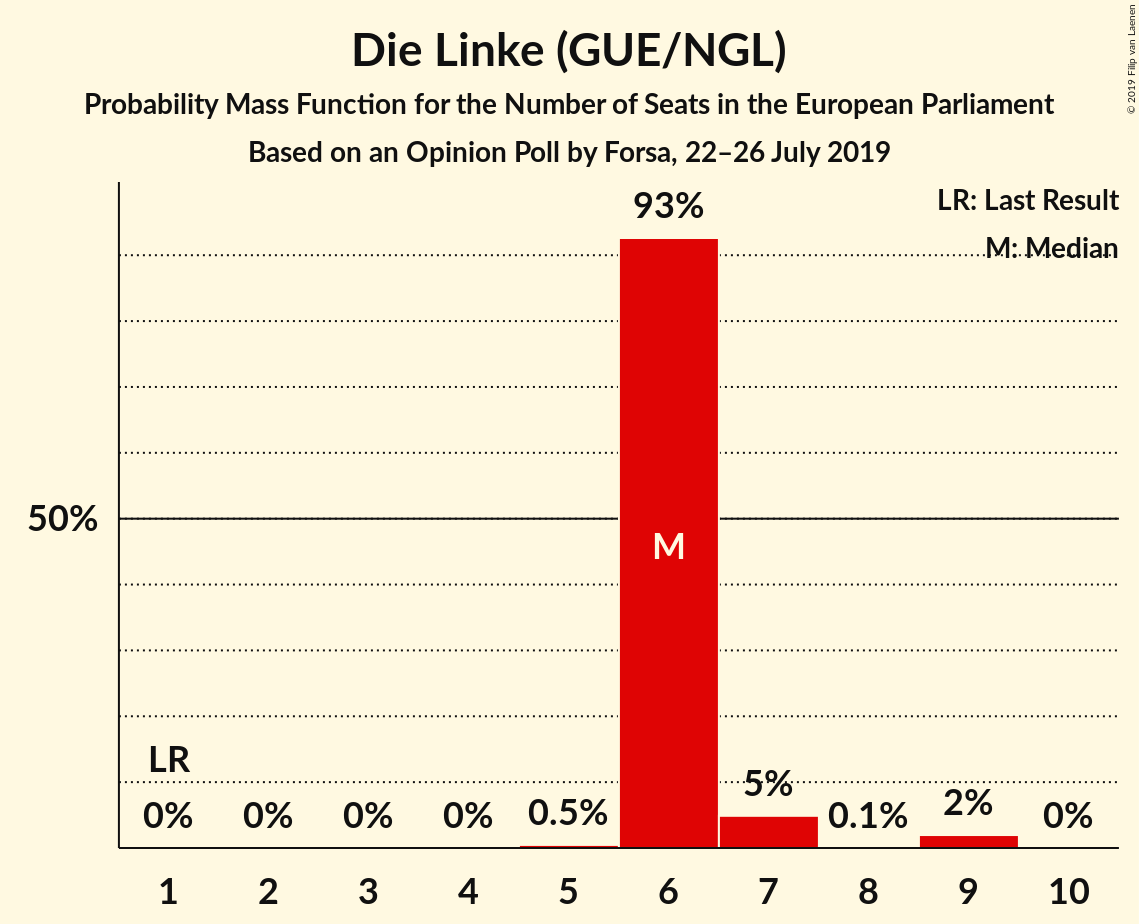 Die Linke (GUE/NGL)
Probability Mass Function for the Number of Seats in the European Parliament
Based on an Opinion Poll by Forsa, 22–26 July 2019
© 2019 Filip van Laenen
LR: Last Result
M: Median
93%
50%
M
LR
0% 0% 0% 0% 0.5% 5% 0.1% 2% 0%
1 2 3 4 5 6 7 8 9 10